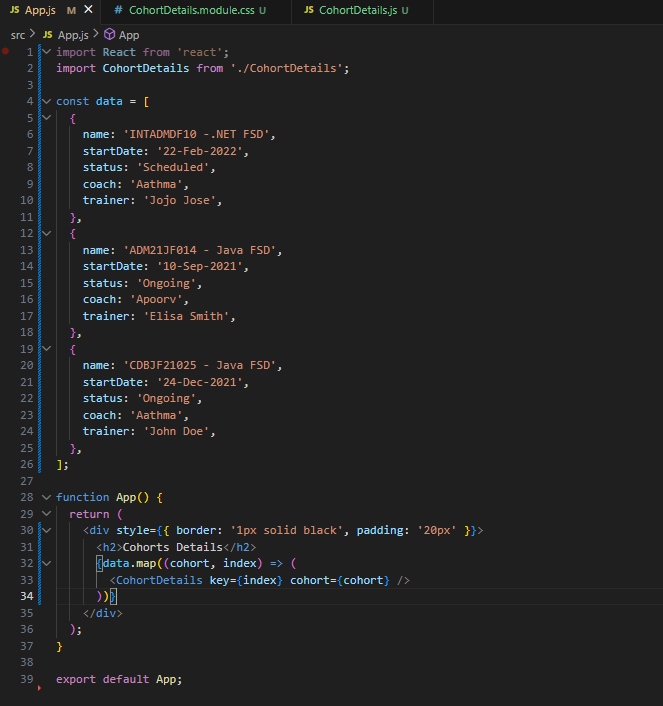 JS App.js M × # CohortDetails.module.css U JS CohortDetails.js U
src > JS App.js > App
1 import React from 'react';
2 import CohortDetails from './CohortDetails';
3
4 const data = [
5 {
6 name: 'INTADMDF10 -.NET FSD',
7 startDate: '22-Feb-2022',
8 status: 'Scheduled',
9 coach: 'Aathma',
10 trainer: 'Jojo Jose',
11 },
12 {
13 name: 'ADM21JF014 - Java FSD',
14 startDate: '10-Sep-2021',
15 status: 'Ongoing',
16 coach: 'Apoorv',
17 trainer: 'Elisa Smith',
18 },
19 {
20 name: 'CDBJF21025 - Java FSD',
21 startDate: '24-Dec-2021',
22 status: 'Ongoing',
23 coach: 'Aathma',
24 trainer: 'John Doe',
25 },
26 ];
27
28 function App() {
29 return (
30 <div style={{ border: '1px solid black', padding: '20px' }}>
31 <h2>Cohorts Details</h2>
32 {data.map((cohort, index) => (
33 <CohortDetails key={index} cohort={cohort} />
34 ))}
35 </div>
36 );
37 }
38
39 export default App;